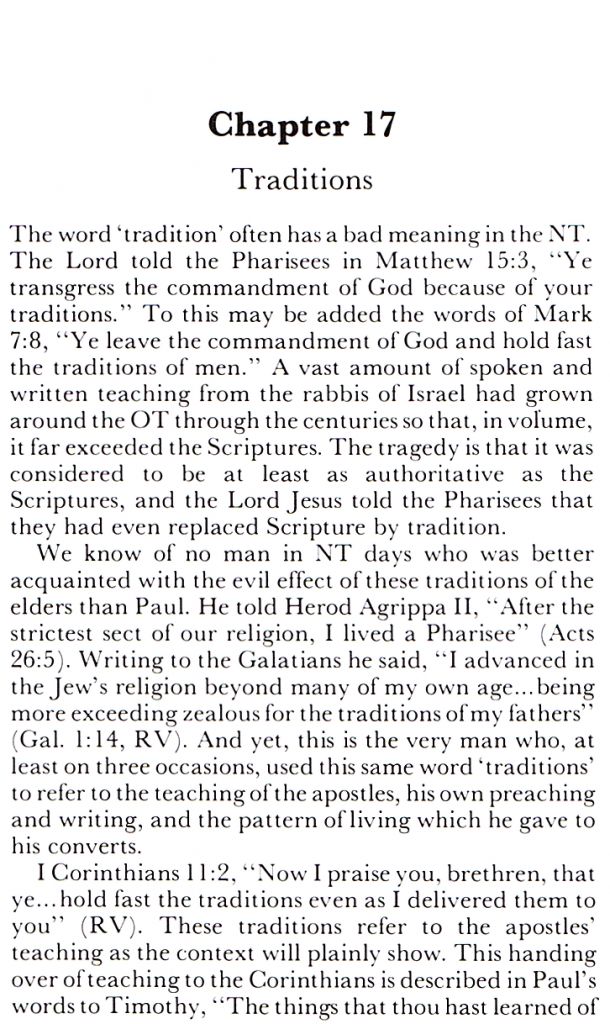 Chapter 17
Traditions
The word ‘tradition’ often has a bad meaning in the NT.
The Lord told the Pharisees in Matthew 15:3, “Ye
transgress the commandment of God because of your
traditions.” To this may be added the words of Mark
7:8, “Ye leave the commandment of God and hold fast
the traditions of men.” A vast amount of spoken and
written teaching from the rabbis of Israel had grown
around the OT through the centuries so that, in volume,
it far exceeded the Scriptures. The tragedy is that it was
considered to be at least as authoritative as the
Scriptures, and the Lord Jesus told the Pharisees that
they had even replaced Scripture by tradition.
We know of no man in NT days who was better
acquainted with the evil effect of these traditions of the
elders than Paul. He told Herod Agrippa II, “After the
strictest sect of our religion, I lived a Pharisee” (Acts
26:5). Writing to the Galatians he said, “I advanced in
the Jew’s religion beyond many of my own age...being
more exceeding zealous for the traditions of my fathers”
(Gal. 1:14, RV). And yet, this is the very man who, at
least on three occasions, used this same word ‘traditions’
to refer to the teaching of the apostles, his own preaching
and writing, and the pattern of living which he gave to
his converts.
I Corinthians 11:2, “Now I praise you, brethren, that
ye...hold fast the traditions even as I delivered them to
you” (RV). These traditions refer to the apostles’
teaching as the context will plainly show. This handing
over of teaching to the Corinthians is described in Paul’s
words to Timothy, “The things that thou hast learned of